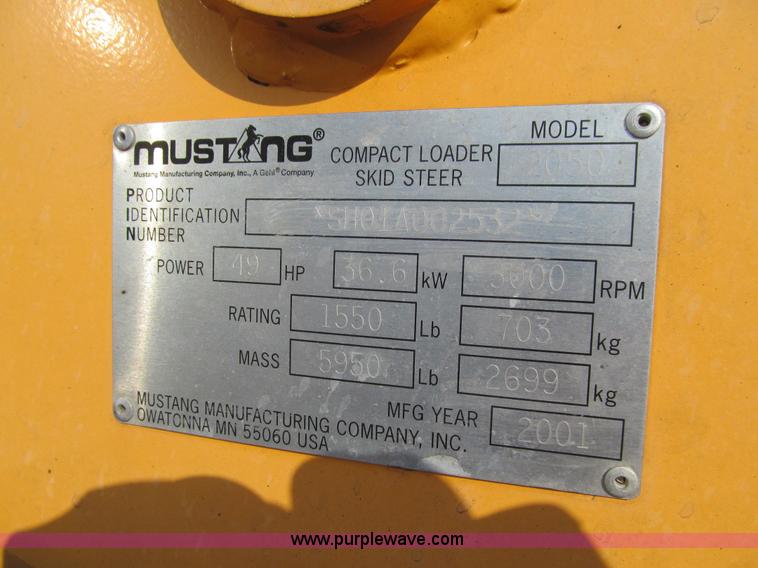 MUSTANG®
Mustang Manufacturing Company, Inc., A Gehl® Company
COMPACT LOADER
SKID STEER
MODEL
2050
PRODUCT
IDENTIFICATION
NUMBER
*SH01A002532*
POWER 49 HP 36.6 kW 3000 RPM
RATING 1550 Lb 703 kg
MASS 5950 Lb 2699 kg
MUSTANG MANUFACTURING COMPANY, INC.
OWATONNA MN 55060 USA
MFG YEAR 2001
www.purplewave.com